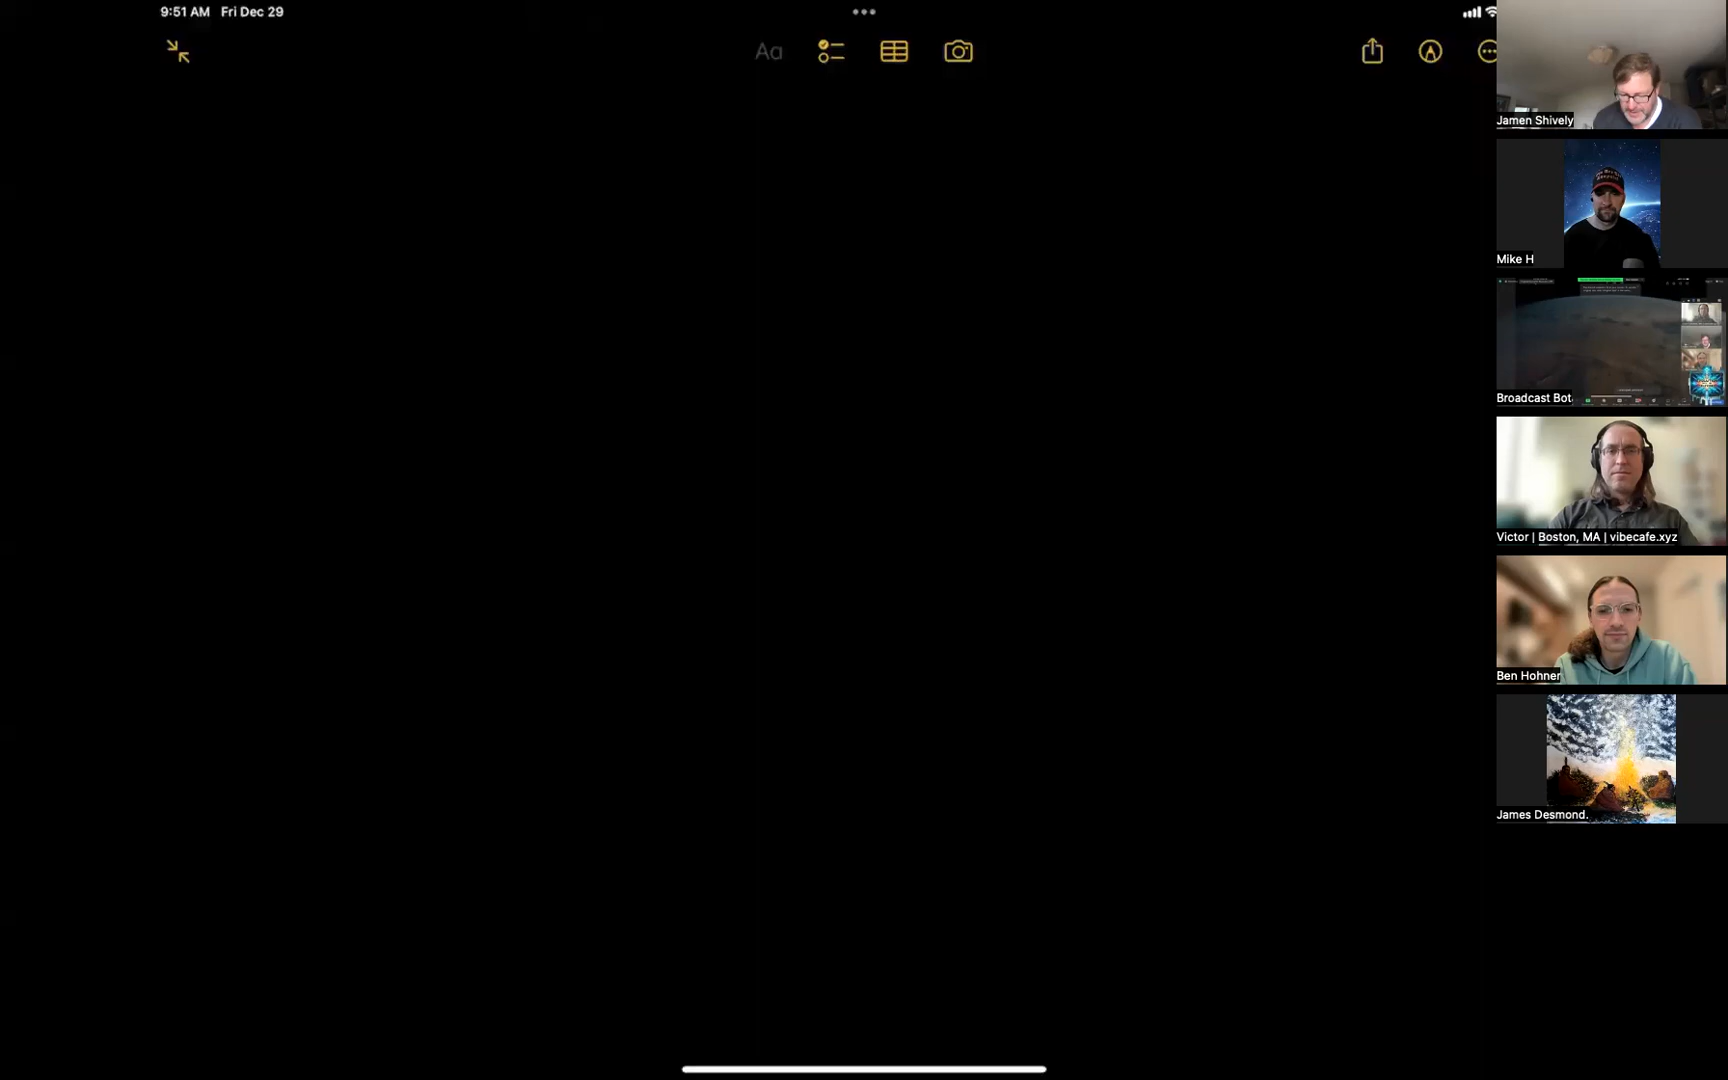 9:51 AM Fri Dec 29
Aa
Jamen Shively
Mike H
Broadcast Bot
Victor | Boston, MA | vibecafe.xyz
Ben Hohner
James Desmond.